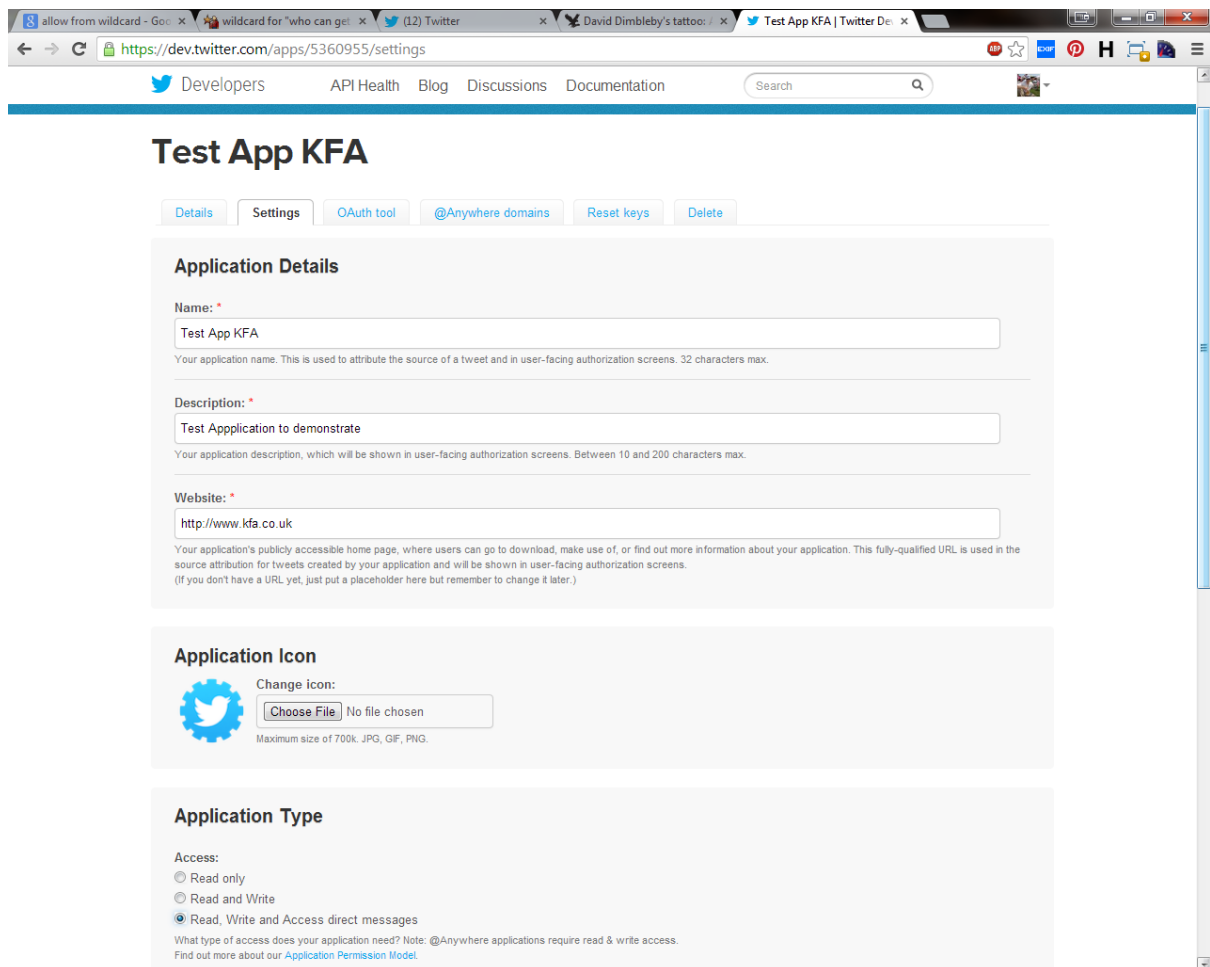 allow from wildcard - Goo
wildcard for "who can get
(12) Twitter
David Dimbleby's tattoo: A
Test App KFA | Twitter Dev
https://dev.twitter.com/apps/5360955/settings
ABP
EXIF
H
Developers
API Health
Blog
Discussions
Documentation
Search
Test App KFA
Details
Settings
OAuth tool
@Anywhere domains
Reset keys
Delete
Application Details
Name: *
Test App KFA
Your application name. This is used to attribute the source of a tweet and in user-facing authorization screens. 32 characters max.
Description: *
Test Appplication to demonstrate
Your application description, which will be shown in user-facing authorization screens. Between 10 and 200 characters max.
Website: *
http://www.kfa.co.uk
Your application's publicly accessible home page, where users can go to download, make use of, or find out more information about your application. This fully-qualified URL is used in the
source attribution for tweets created by your application and will be shown in user-facing authorization screens.
(If you don't have a URL yet, just put a placeholder here but remember to change it later.)
Application Icon
Change icon:
Choose File No file chosen
Maximum size of 700k. JPG, GIF, PNG.
Application Type
Access:
Read only
Read and Write
Read, Write and Access direct messages
What type of access does your application need? Note: @Anywhere applications require read & write access.
Find out more about our Application Permission Model.